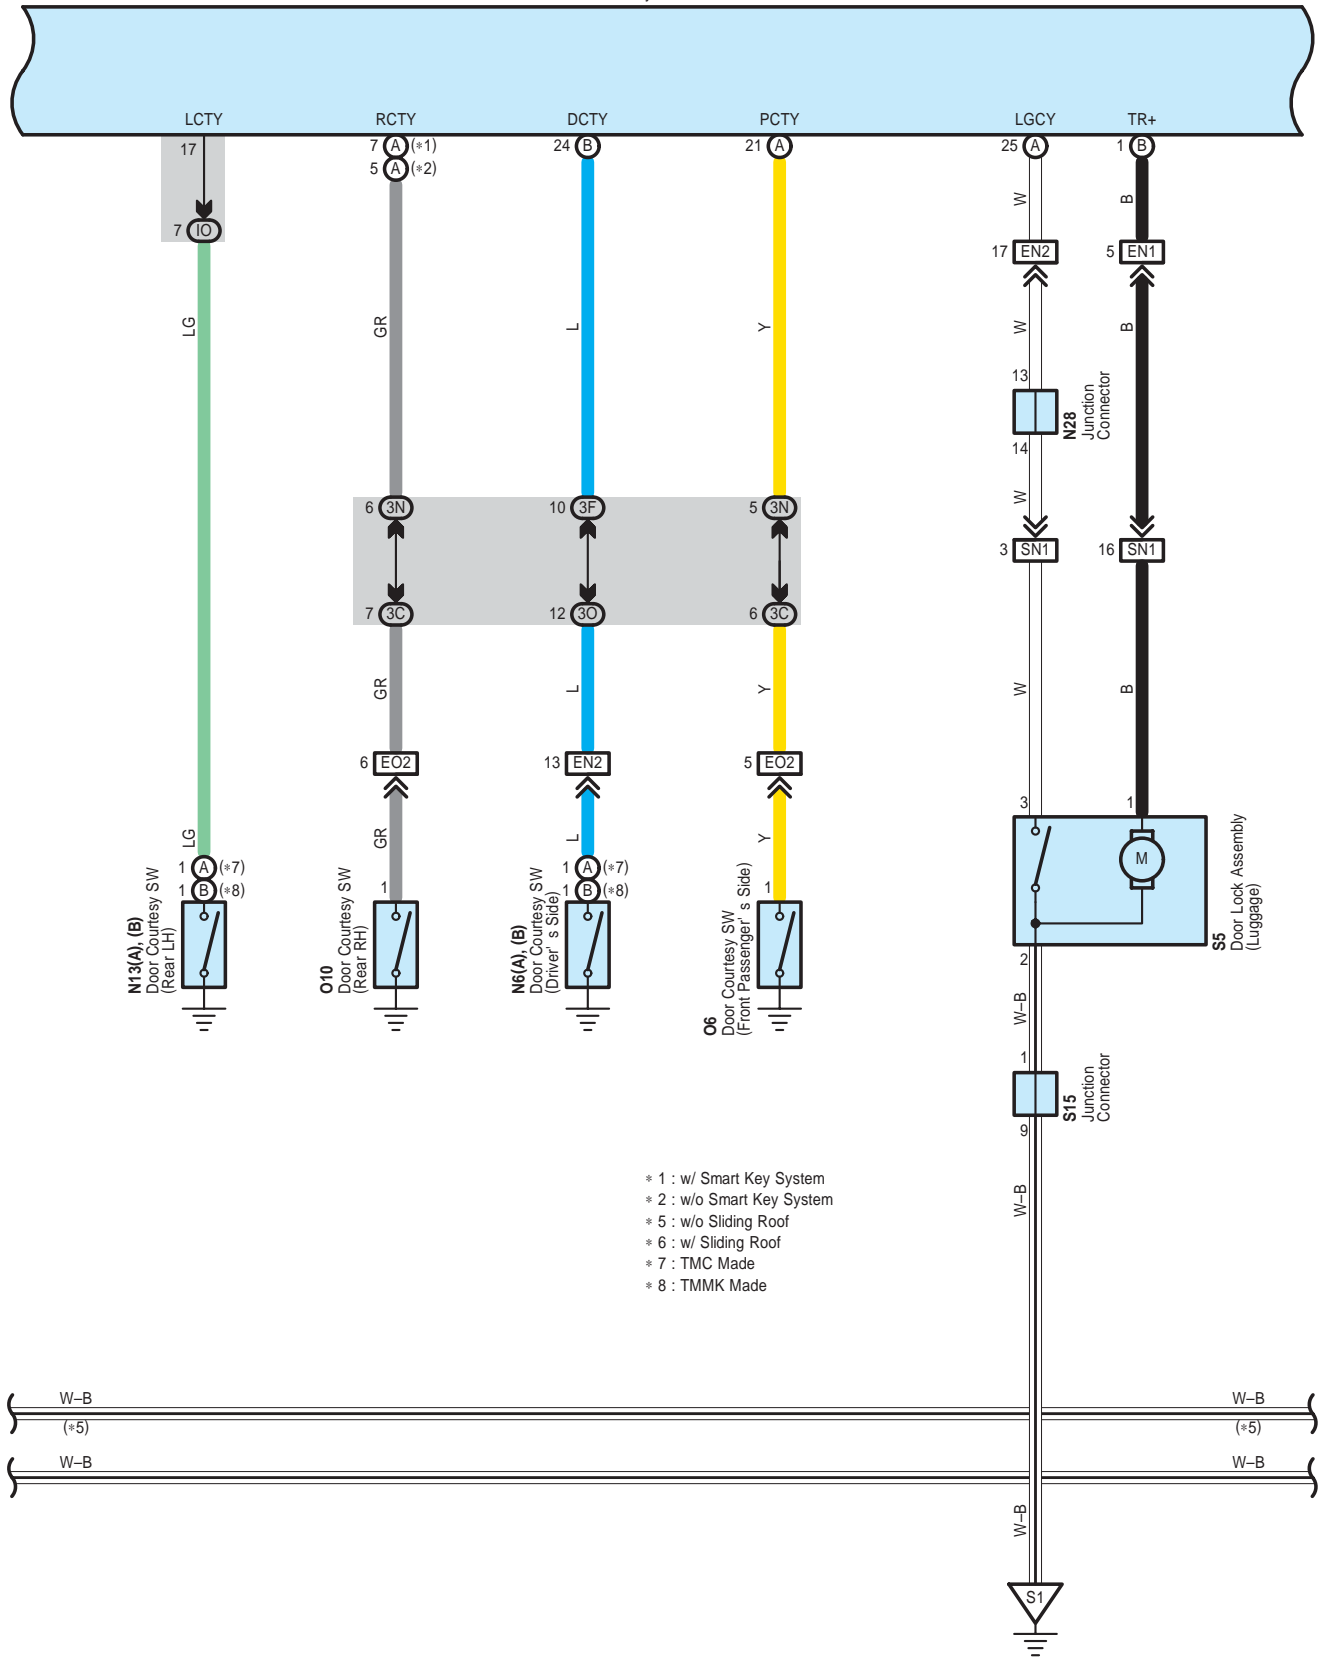 LCTY RCTY DCTY PCTY LGCY TR+
17 7 A (*1) 24 B 21 A 25 A 1 B
5 A (*2)
W B
7 IO
17 EN2 5 EN1
LG GR L Y W B
13
N28
Junction
Connector
14
W
6 3N 10 3F 5 3N
3 SN1 16 SN1
7 3C 12 3O 6 3C
GR L Y W B
6 EO2 13 EN2 5 EO2
3 1
LG GR L Y
M
S5
Door Lock Assembly
(Luggage)
1 A (*7) 1 A (*7)
1 B (*8) 1 1 B (*8) 1
N13(A), (B)
Door Courtesy SW
(Rear LH)
O10
Door Courtesy SW
(Rear RH)
N6(A), (B)
Door Courtesy SW
(Driver' s Side)
O6
Door Courtesy SW
(Front Passenger' s Side)
2
W–B
1
S15
Junction
Connector
9
W–B
* 1 : w/ Smart Key System
* 2 : w/o Smart Key System
* 5 : w/o Sliding Roof
* 6 : w/ Sliding Roof
* 7 : TMC Made
* 8 : TMMK Made
W–B W–B
(*5) (*5)
W–B W–B
W–B
S1